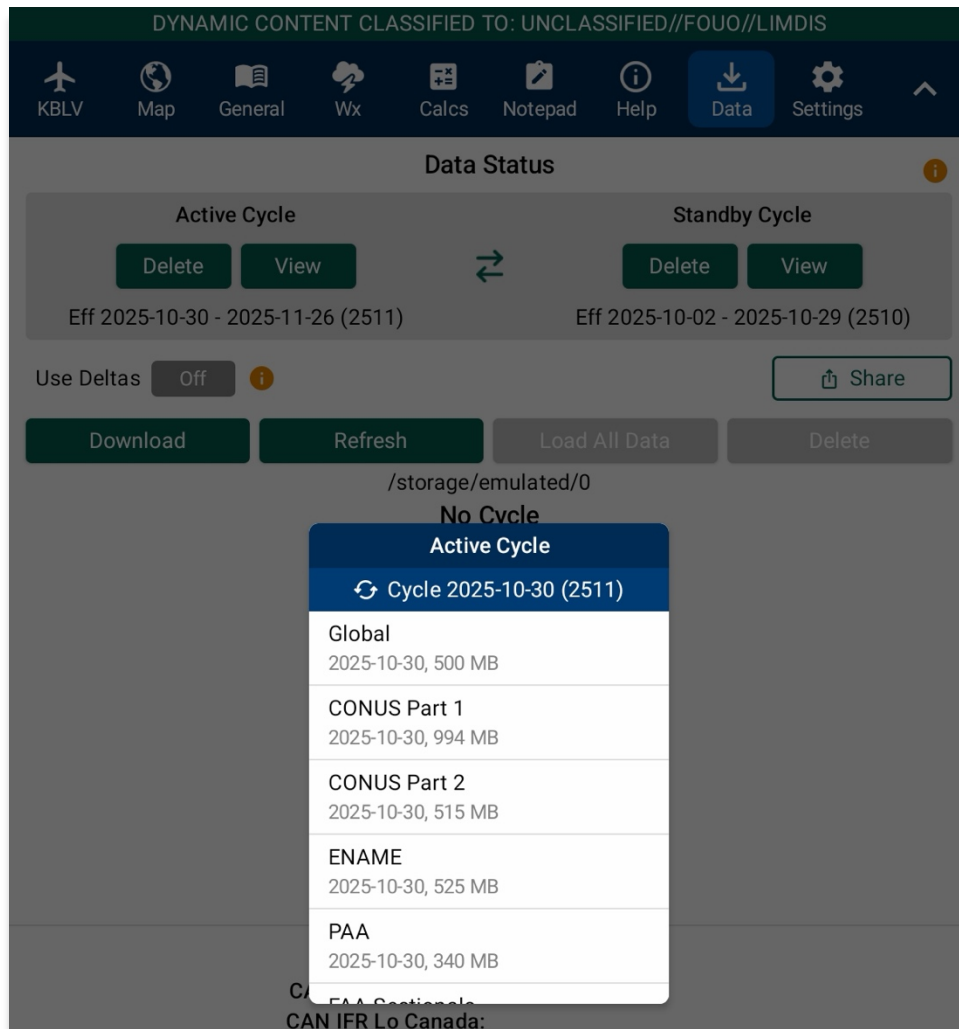 DYNAMIC CONTENT CLASSIFIED TO: UNCLASSIFIED//FOUO//LIMDIS
KBLV Map General Wx Calcs Notepad Help Data Settings
Data Status
Active Cycle Standby Cycle
Delete View Delete View
Eff 2025-10-30 - 2025-11-26 (2511) Eff 2025-10-02 - 2025-10-29 (2510)
Use Deltas Off Share
Download Refresh Load All Data Delete
/storage/emulated/0
No Cycle
Active Cycle
Cycle 2025-10-30 (2511)
Global
2025-10-30, 500 MB
CONUS Part 1
2025-10-30, 994 MB
CONUS Part 2
2025-10-30, 515 MB
ENAME
2025-10-30, 525 MB
PAA
2025-10-30, 340 MB
FAA Sectionals
CAN IFR Lo Canada: